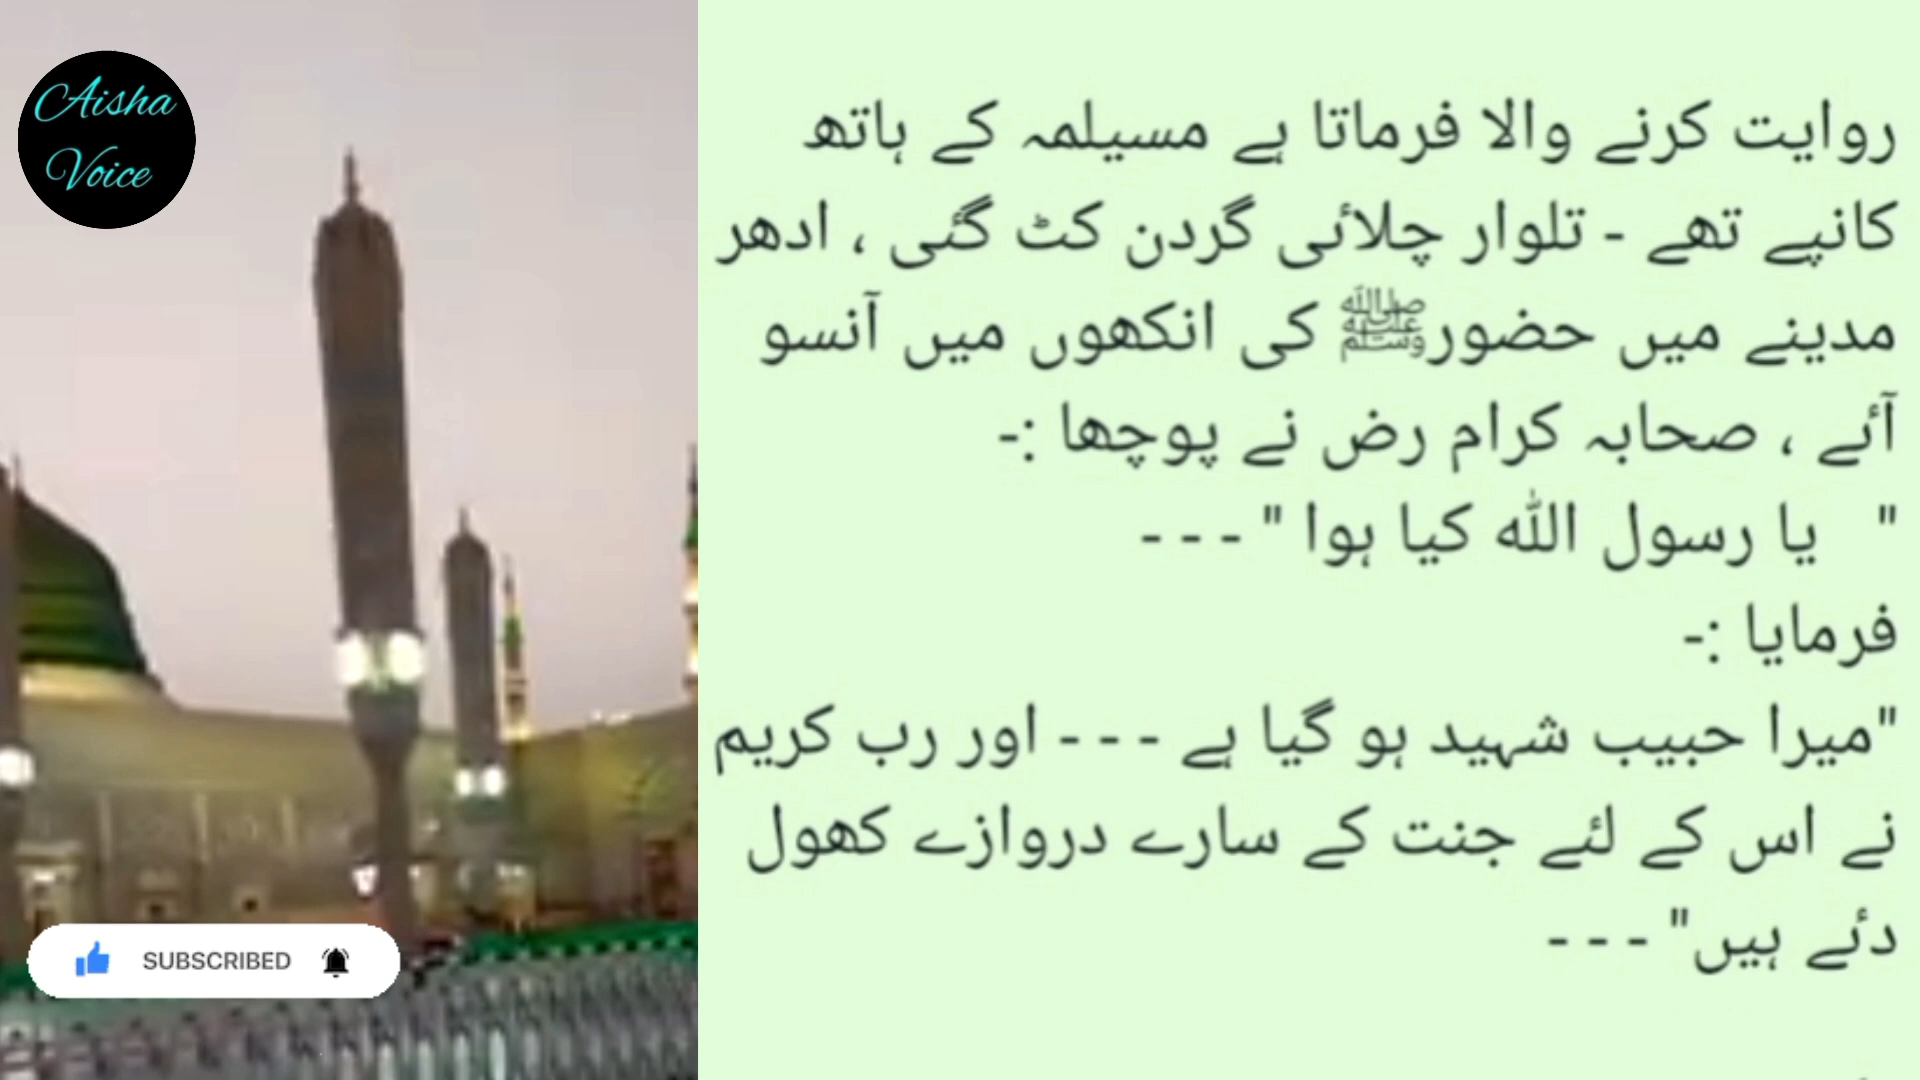 Aisha
Voice
SUBSCRIBED
روایت کرنے والا فرماتا ہے مسیلمہ کے ہاتھ
کانپے تھے - تلوار چلائی گردن کٹ گئی ، ادھر
مدینے میں حضورﷺ کی انکھوں میں آنسو
آئے ، صحابہ کرام رض نے پوچھا :-
" یا رسول اللہ کیا ہوا " - - -
فرمایا :-
"میرا حبیب شہید ہو گیا ہے - - - اور رب کریم
نے اس کے لئے جنت کے سارے دروازے کھول
دئے ہیں" - - -